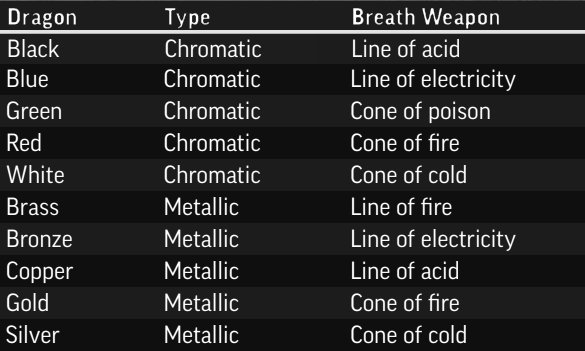 Dragon Type Breath Weapon
Black Chromatic Line of acid
Blue Chromatic Line of electricity
Green Chromatic Cone of poison
Red Chromatic Cone of fire
White Chromatic Cone of cold
Brass Metallic Line of fire
Bronze Metallic Line of electricity
Copper Metallic Line of acid
Gold Metallic Cone of fire
Silver Metallic Cone of cold